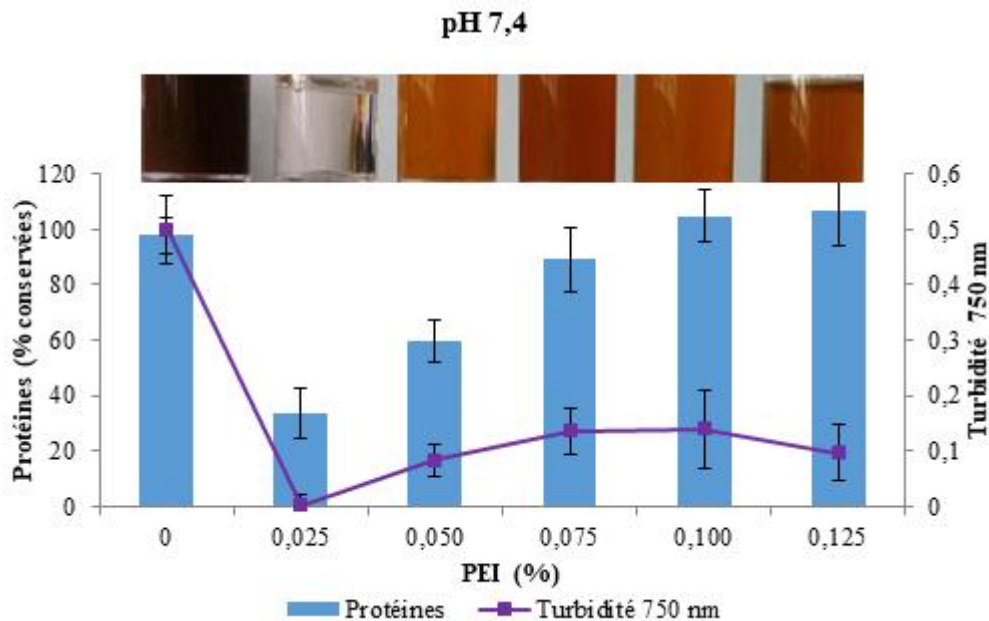 pH 7,4
120
100
80
60
40
20
0
Protéines (% conservées)
0,6
0,5
0,4
0,3
0,2
0,1
0
Turbidité 750 nm
0 0,025 0,050 0,075 0,100 0,125
PEI (%)
Protéines Turbidité 750 nm